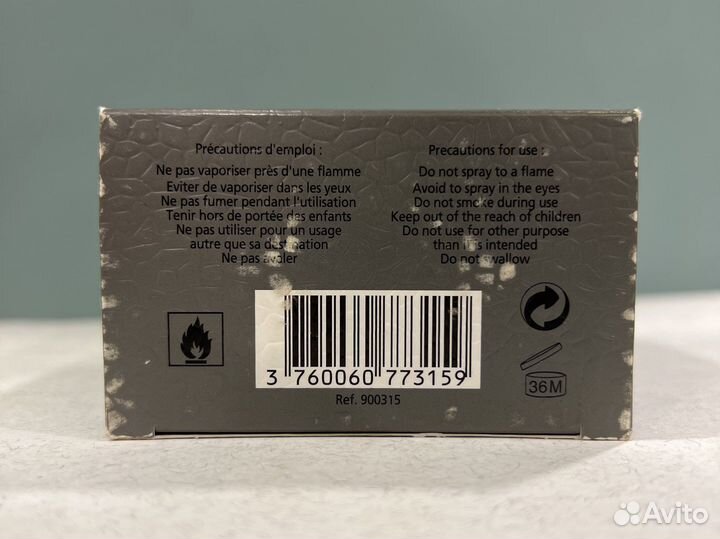 Précautions d'emploi :
Ne pas vaporiser près d'une flamme
Eviter de vaporiser dans les yeux
Ne pas fumer pendant l'utilisation
Tenir hors de portée des enfants
Ne pas utiliser pour un usage
autre que sa destination
Ne pas avaler
Precautions for use :
Do not spray to a flame
Avoid to spray in the eyes
Do not smoke during use
Keep out of the reach of children
Do not use for other purpose
than it is intended
Do not swallow
3 760060 773159
Ref. 900315
36M
Avito